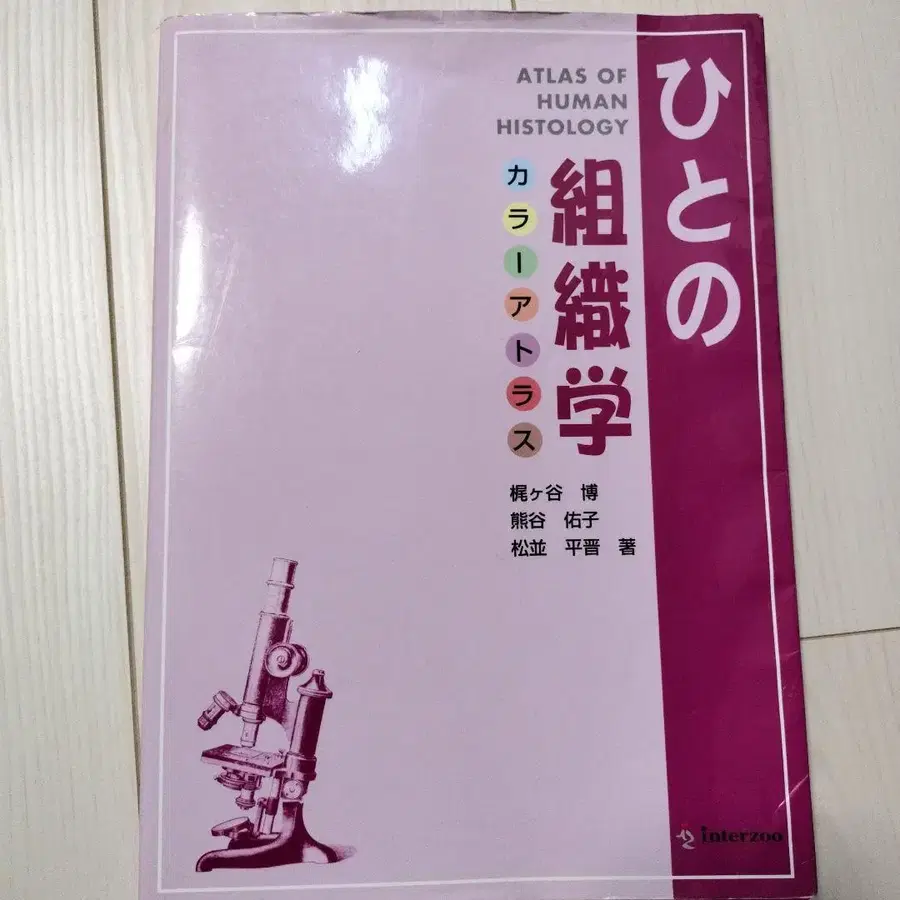 ひとの
ATLAS OF
HUMAN
HISTOLOGY
組織学
カラーアトラス
梶ヶ谷 博
熊谷 佑子
松並 平晋 著
interzoo